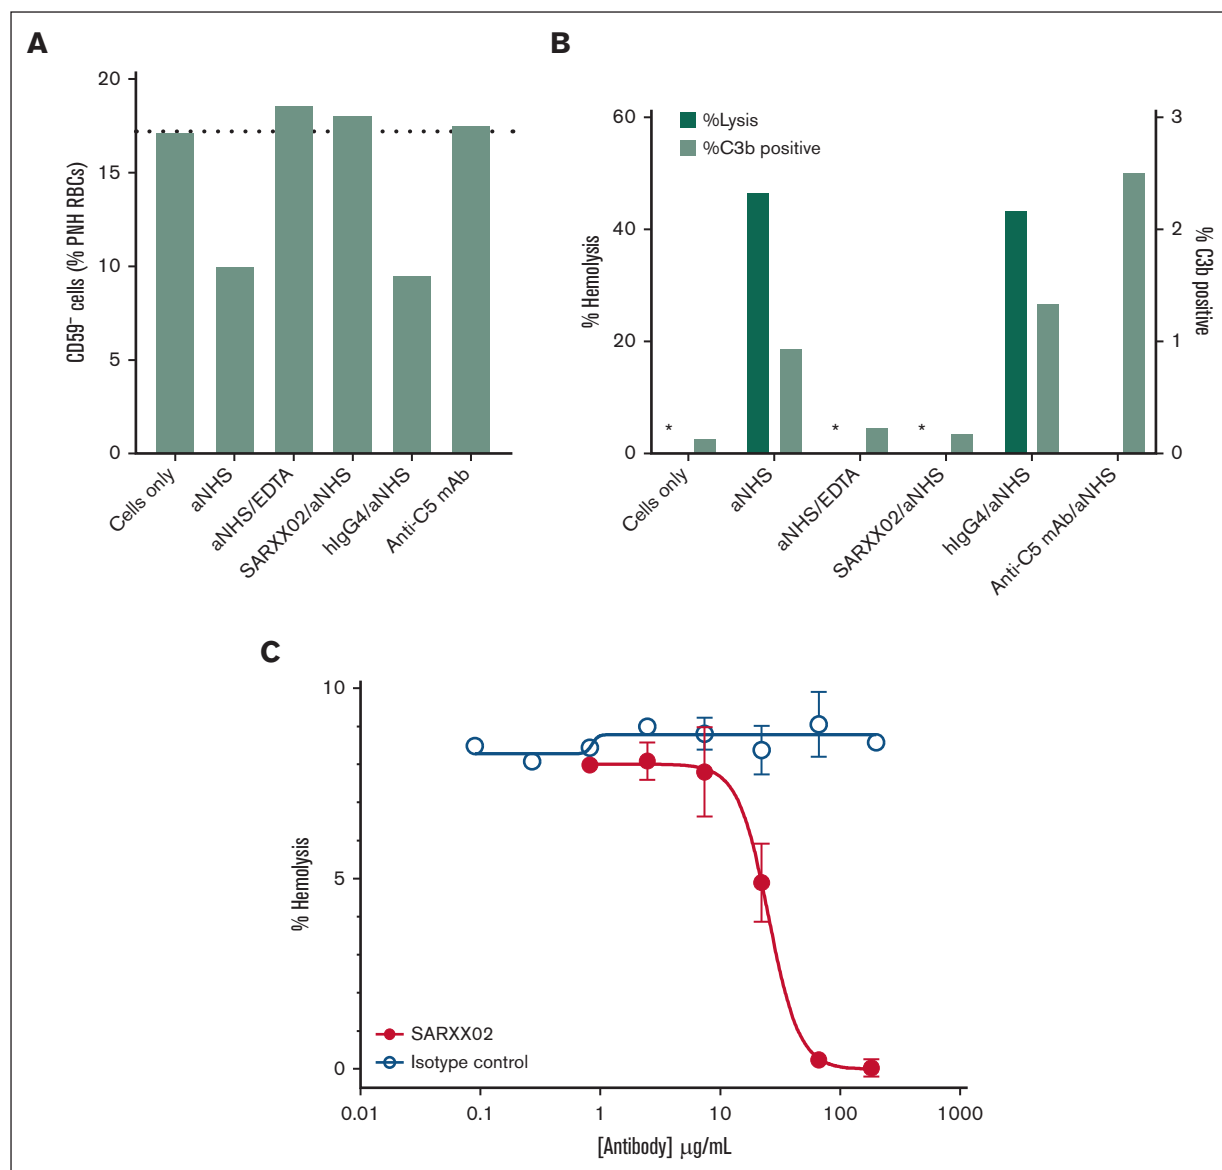 A
CD59⁻ cells (% PNH RBCs)
20
15
10
5
0
Cells only
aNHS
aNHS/EDTA
SARXX02/aNHS
hIgG4/aNHS
Anti-C5 mAb
B
%Lysis
%C3b positive
% Hemolysis
60
40
20
0
* * *
3
2
1
0
% C3b
positive
Cells only
aNHS
aNHS/EDTA
SARXX02/aNHS
hIgG4/aNHS
Anti-C5 mAb/aNHS
C
% Hemolysis
10
5
0
SARXX02
Isotype control
0.01 0.1 1 10 100 1000
[Antibody] μg/mL